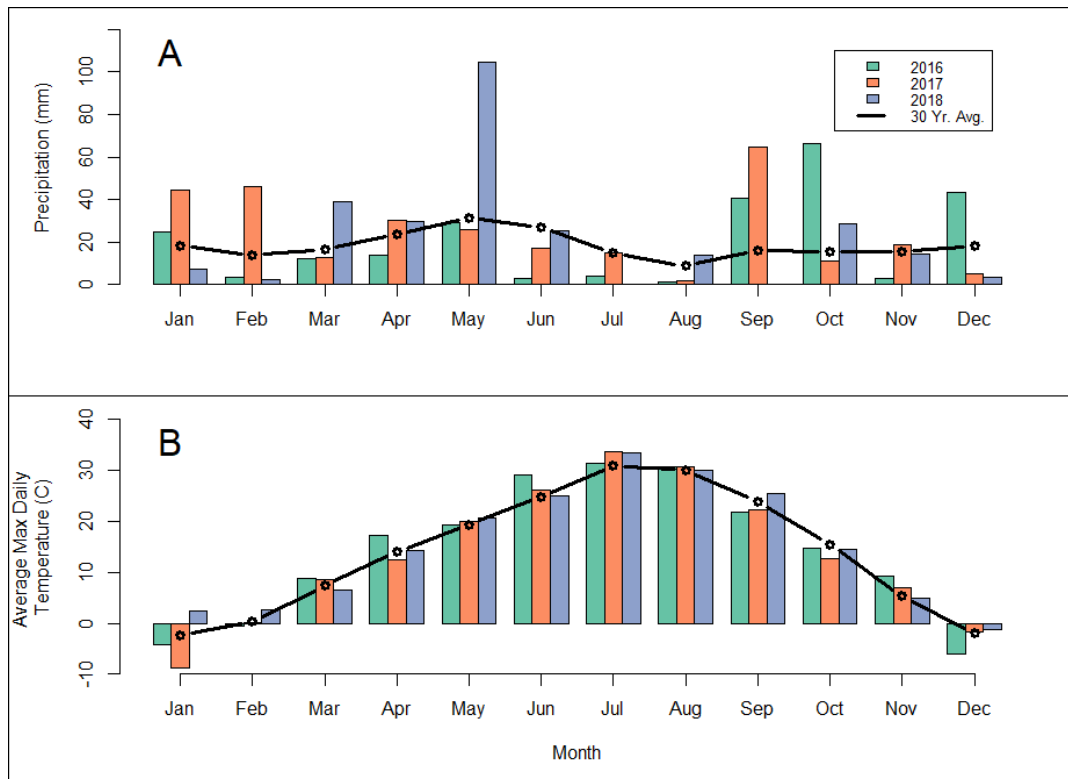 A
Precipitation (mm)
0 20 40 60 80 100
2016
2017
2018
30 Yr. Avg.
Jan Feb Mar Apr May Jun Jul Aug Sep Oct Nov Dec
B
Average Max Daily
Temperature (C)
-10 0 10 20 30 40
Jan Feb Mar Apr May Jun Jul Aug Sep Oct Nov Dec
Month